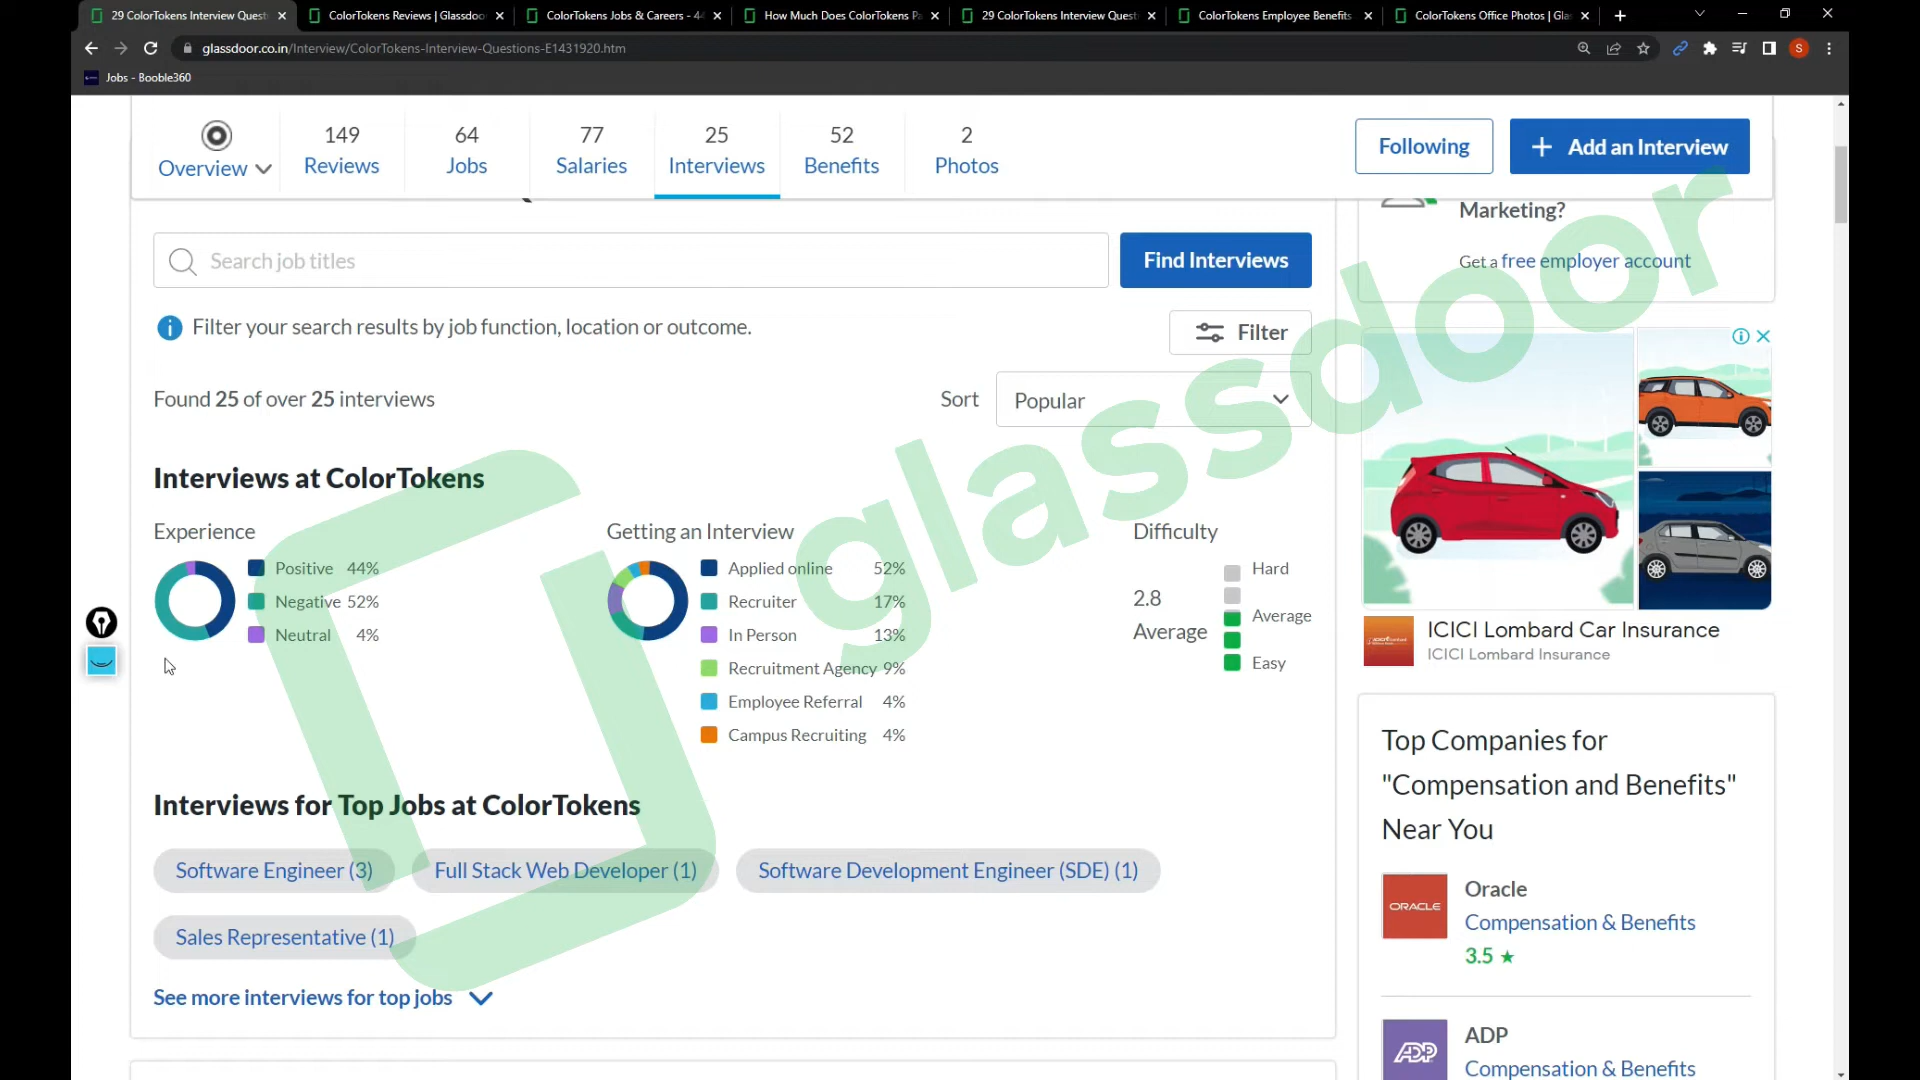 29 ColorTokens Interview Quest
ColorTokens Reviews | Glassdoo
ColorTokens Jobs & Careers - 4
How Much Does ColorTokens Pa
29 ColorTokens Interview Quest
ColorTokens Employee Benefits
ColorTokens Office Photos | Gla
glassdoor.co.in/Interview/ColorTokens-Interview-Questions-E1431920.htm
S
Jobs - Booble360
Overview
149
Reviews
64
Jobs
77
Salaries
25
Interviews
52
Benefits
2
Photos
Following
+ Add an Interview
Marketing?
Get a free employer account
Search job titles
Find Interviews
Filter your search results by job function, location or outcome.
Filter
Found 25 of over 25 interviews
Sort
Popular
glassdoor
Interviews at ColorTokens
Experience
Positive 44%
Negative 52%
Neutral 4%
Getting an Interview
Applied online 52%
Recruiter 17%
In Person 13%
Recruitment Agency 9%
Employee Referral 4%
Campus Recruiting 4%
Difficulty
2.8
Average
Hard
Average
Easy
ICICI Lombard Car Insurance
ICICI Lombard Insurance
Interviews for Top Jobs at ColorTokens
Software Engineer (3)
Full Stack Web Developer (1)
Software Development Engineer (SDE) (1)
Sales Representative (1)
See more interviews for top jobs
Top Companies for
"Compensation and Benefits"
Near You
ORACLE
Oracle
Compensation & Benefits
3.5 ★
ADP
ADP
Compensation & Benefits